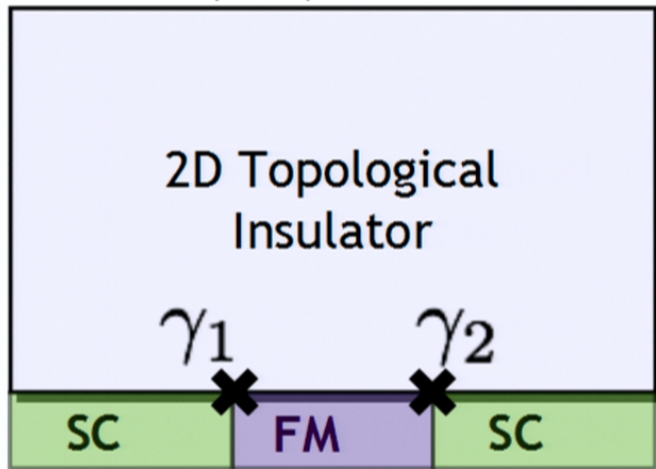 2D Topological
Insulator
γ₁ γ₂
SC FM SC